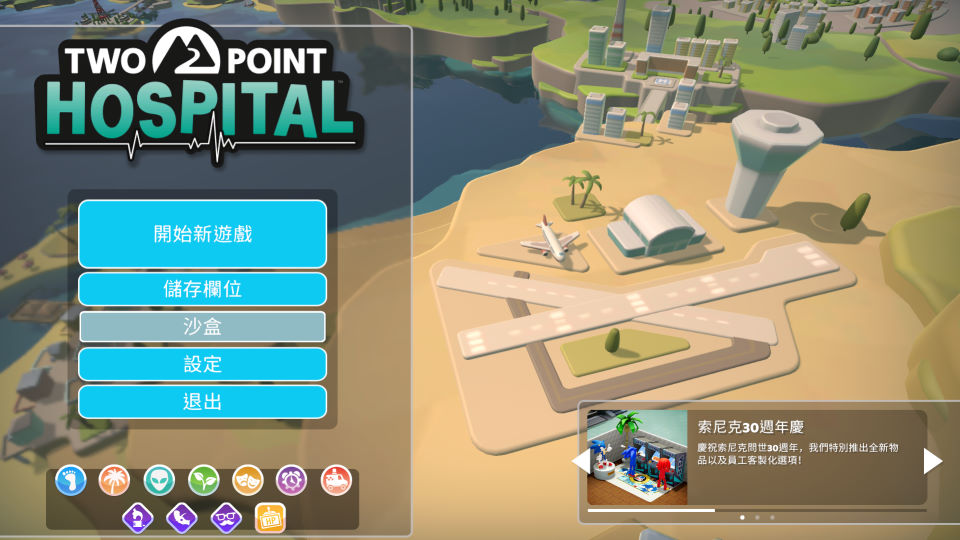 TWO POINT
HOSPITAL
開始新遊戲
儲存欄位
沙盒
設定
退出
索尼克30週年慶
慶祝索尼克問世30週年，我們特別推出全新物
品以及員工客製化選項！